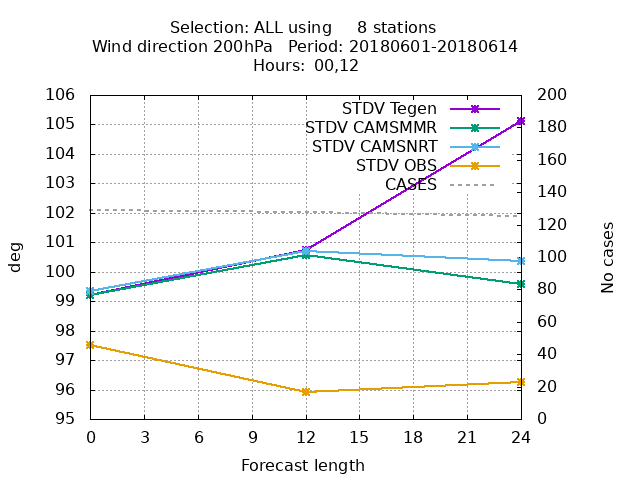 Selection: ALL using     8 stations
Wind direction 200hPa   Period: 20180601-20180614
Hours:  00,12
106
105
104
103
102
101
100
99
98
97
96
95
200
180
160
140
120
100
80
60
40
20
0
STDV Tegen
STDV CAMSMMR
STDV CAMSNRT
STDV OBS
CASES
deg
No cases
0 3 6 9 12 15 18 21 24
Forecast length